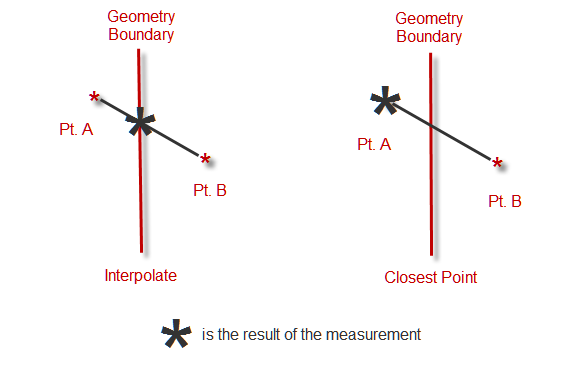 Geometry
Boundary
Pt. A
Pt. B
Interpolate
Geometry
Boundary
Pt. A
Pt. B
Closest Point
* is the result of the measurement